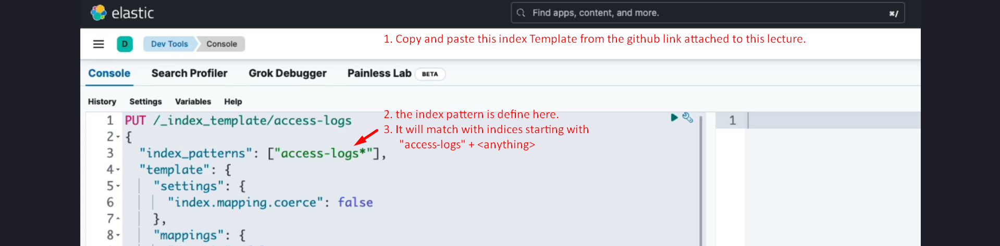 elastic
Find apps, content, and more.
⌘/
D
Dev Tools
Console
1. Copy and paste this index Template from the github link attached to this lecture.
Console
Search Profiler
Grok Debugger
Painless Lab
BETA
History
Settings
Variables
Help
2. the index pattern is define here.
3. It will match with indices starting with
"access-logs" + <anything>
1 PUT /_index_template/access-logs
2 {
3 "index_patterns": ["access-logs*"],
4 "template": {
5 "settings": {
6 "index.mapping.coerce": false
7 },
8 "mappings": {
1